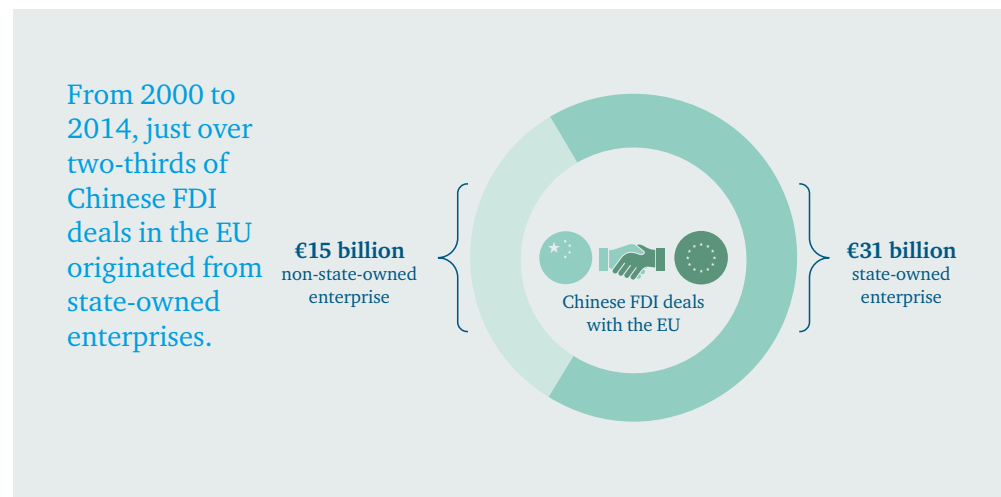 From 2000 to
2014, just over
two-thirds of
Chinese FDI
deals in the EU
originated from
state-owned
enterprises.
€15 billion
non-state-owned
enterprise
Chinese FDI deals
with the EU
€31 billion
state-owned
enterprise